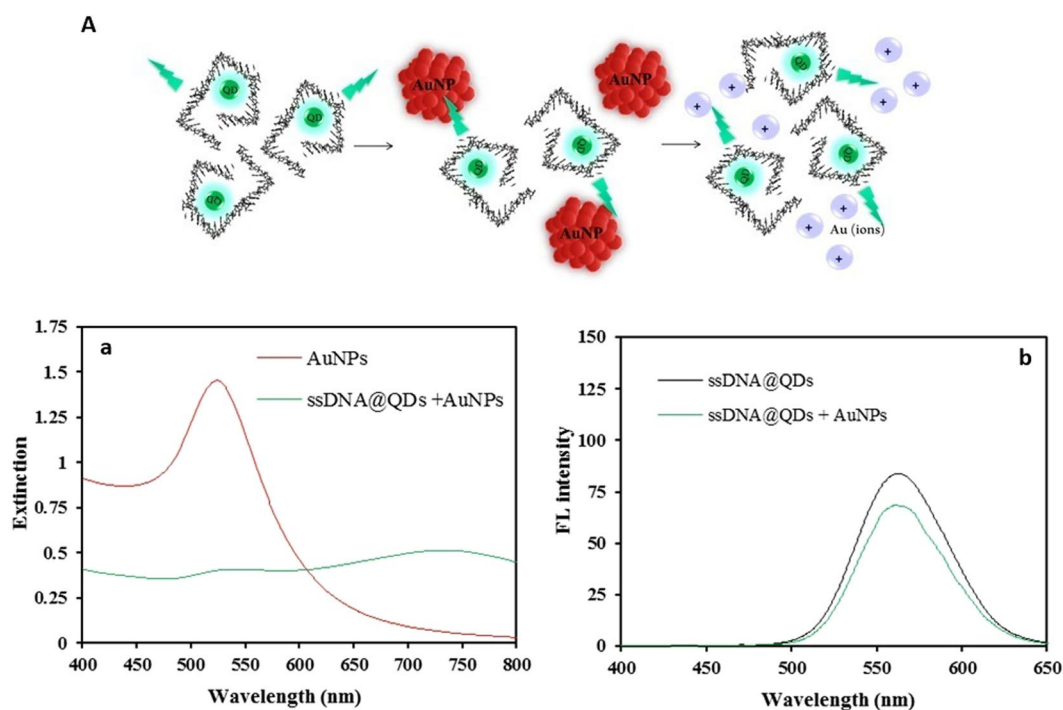 A
QD
QD
QD
AuNP
AuNP
AuNP
QD
QD
QD
QD
QD
+
+
+
+
+
+
+
+
+
Au (ions)
a
Extinction
1.75
1.5
1.25
1
0.75
0.5
0.25
0
AuNPs
ssDNA@QDs +AuNPs
400 450 500 550 600 650 700 750 800
Wavelength (nm)
b
FL intensity
150
125
100
75
50
25
0
ssDNA@QDs
ssDNA@QDs + AuNPs
400 450 500 550 600 650
Wavelength (nm)